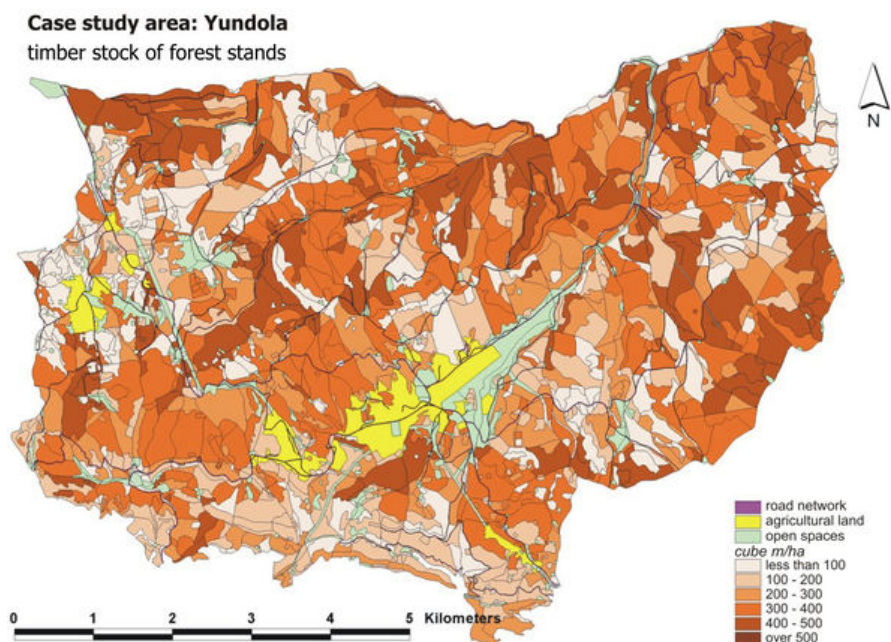 Case study area: Yundola
timber stock of forest stands
N
road network
agricultural land
open spaces
cube m/ha
less than 100
100 - 200
200 - 300
300 - 400
400 - 500
over 500
0 1 2 3 4 5 Kilometers